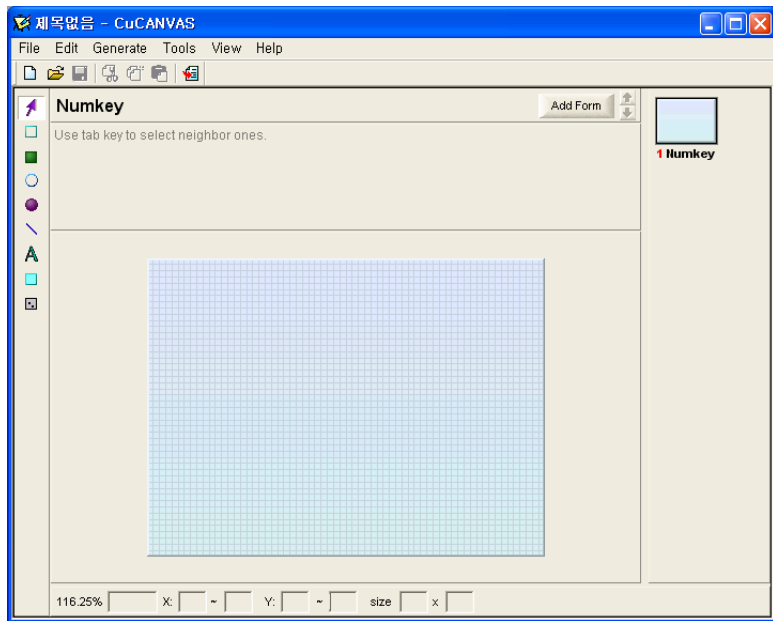 제목없음 - CuCANVAS
File Edit Generate Tools View Help
Numkey Add Form
Use tab key to select neighbor ones.
1 Numkey
A
116.25% X: ~ Y: ~ size x